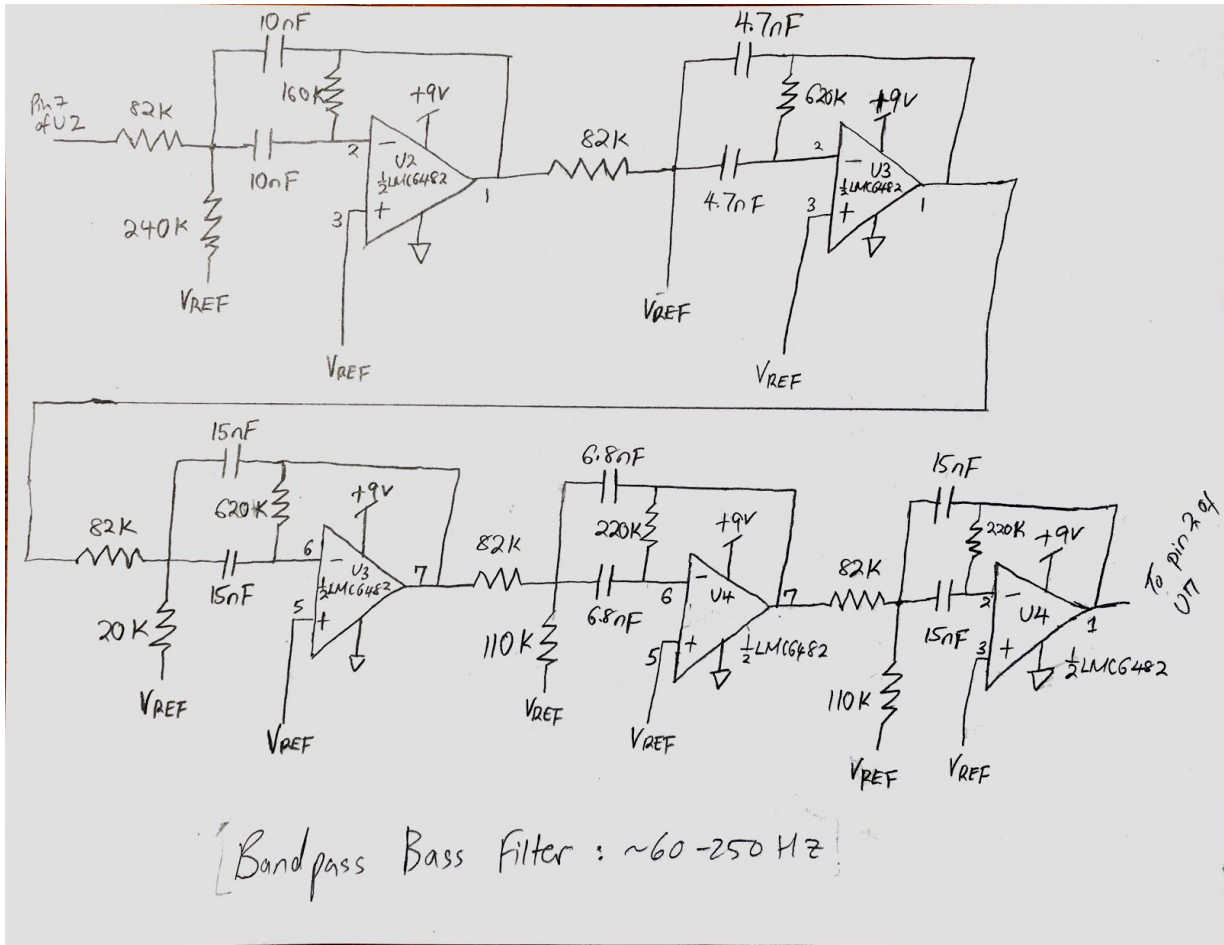 10nF
4.7nF
160K
+9V
620K
+9V
Pin 7
of U2
82K
82K
2
U2
½LMC6482
1
2
U3
½LMC6482
1
10nF
4.7nF
3
3
240K
VREF
VREF
VREF
VREF
15nF
6.8nF
15nF
620K
+9V
220K
+9V
220K
+9V
82K
82K
82K
6
U3
½LMC6482
7
6
U4
7
2
U4
1
15nF
6.8nF
15nF
5
5
3
½LMC6482
½LMC6482
20K
110K
110K
VREF
VREF
VREF
VREF
VREF
VREF
To pin of
[Bandpass Bass Filter : ~60-250 Hz]